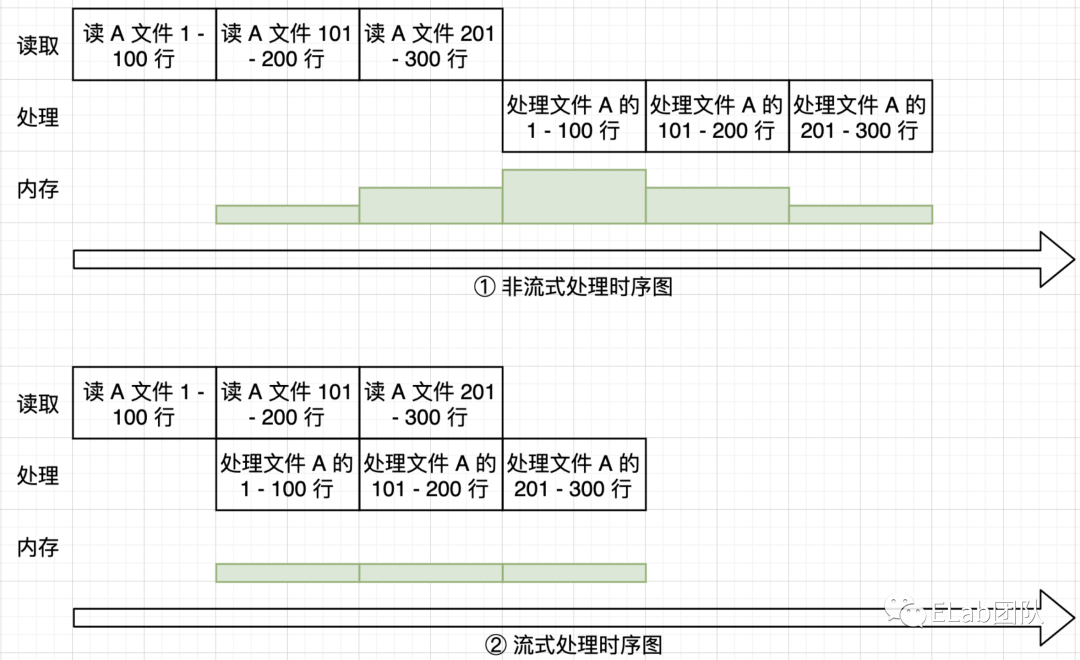 读取
读 A 文件 1 -
100 行
读 A 文件 101
- 200 行
读 A 文件 201
- 300 行
处理
处理文件 A 的
1 - 100 行
处理文件 A 的
101 - 200 行
处理文件 A 的
201 - 300 行
内存
① 非流式处理时序图
读取
读 A 文件 1 -
100 行
读 A 文件 101
- 200 行
读 A 文件 201
- 300 行
处理
处理文件 A 的
1 - 100 行
处理文件 A 的
101 - 200 行
处理文件 A 的
201 - 300 行
内存
ELab团队
② 流式处理时序图